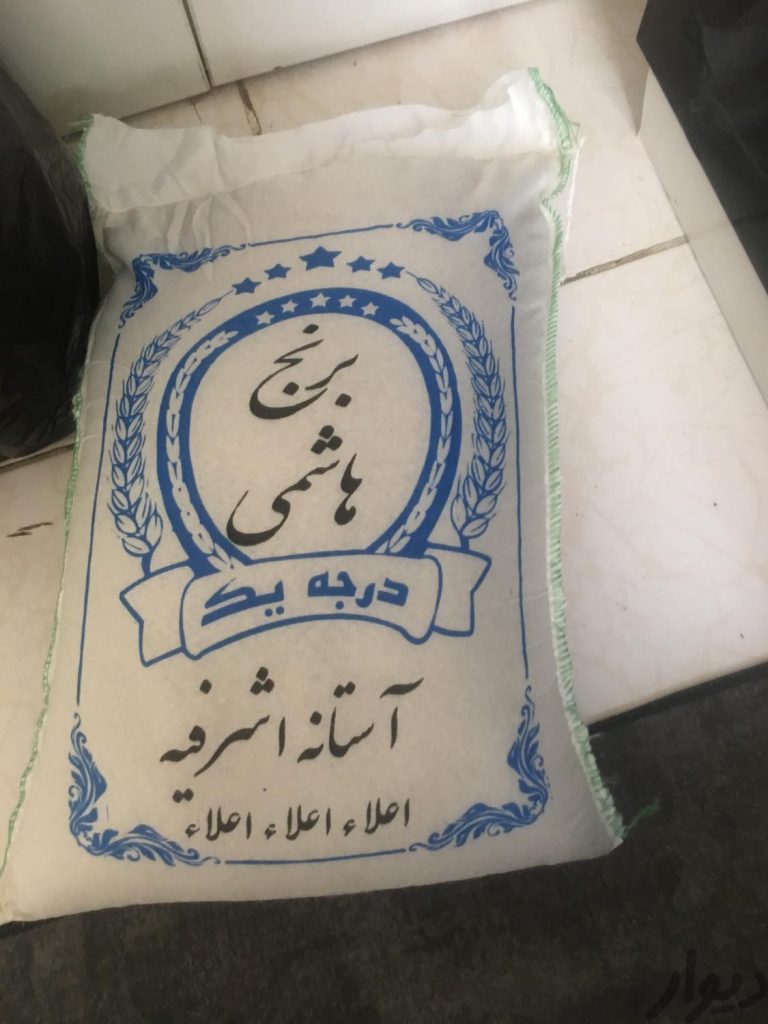 برنج
هاشمی
درجه یک
آستانه اشرفیه
اعلاء اعلاء اعلاء
دیوار